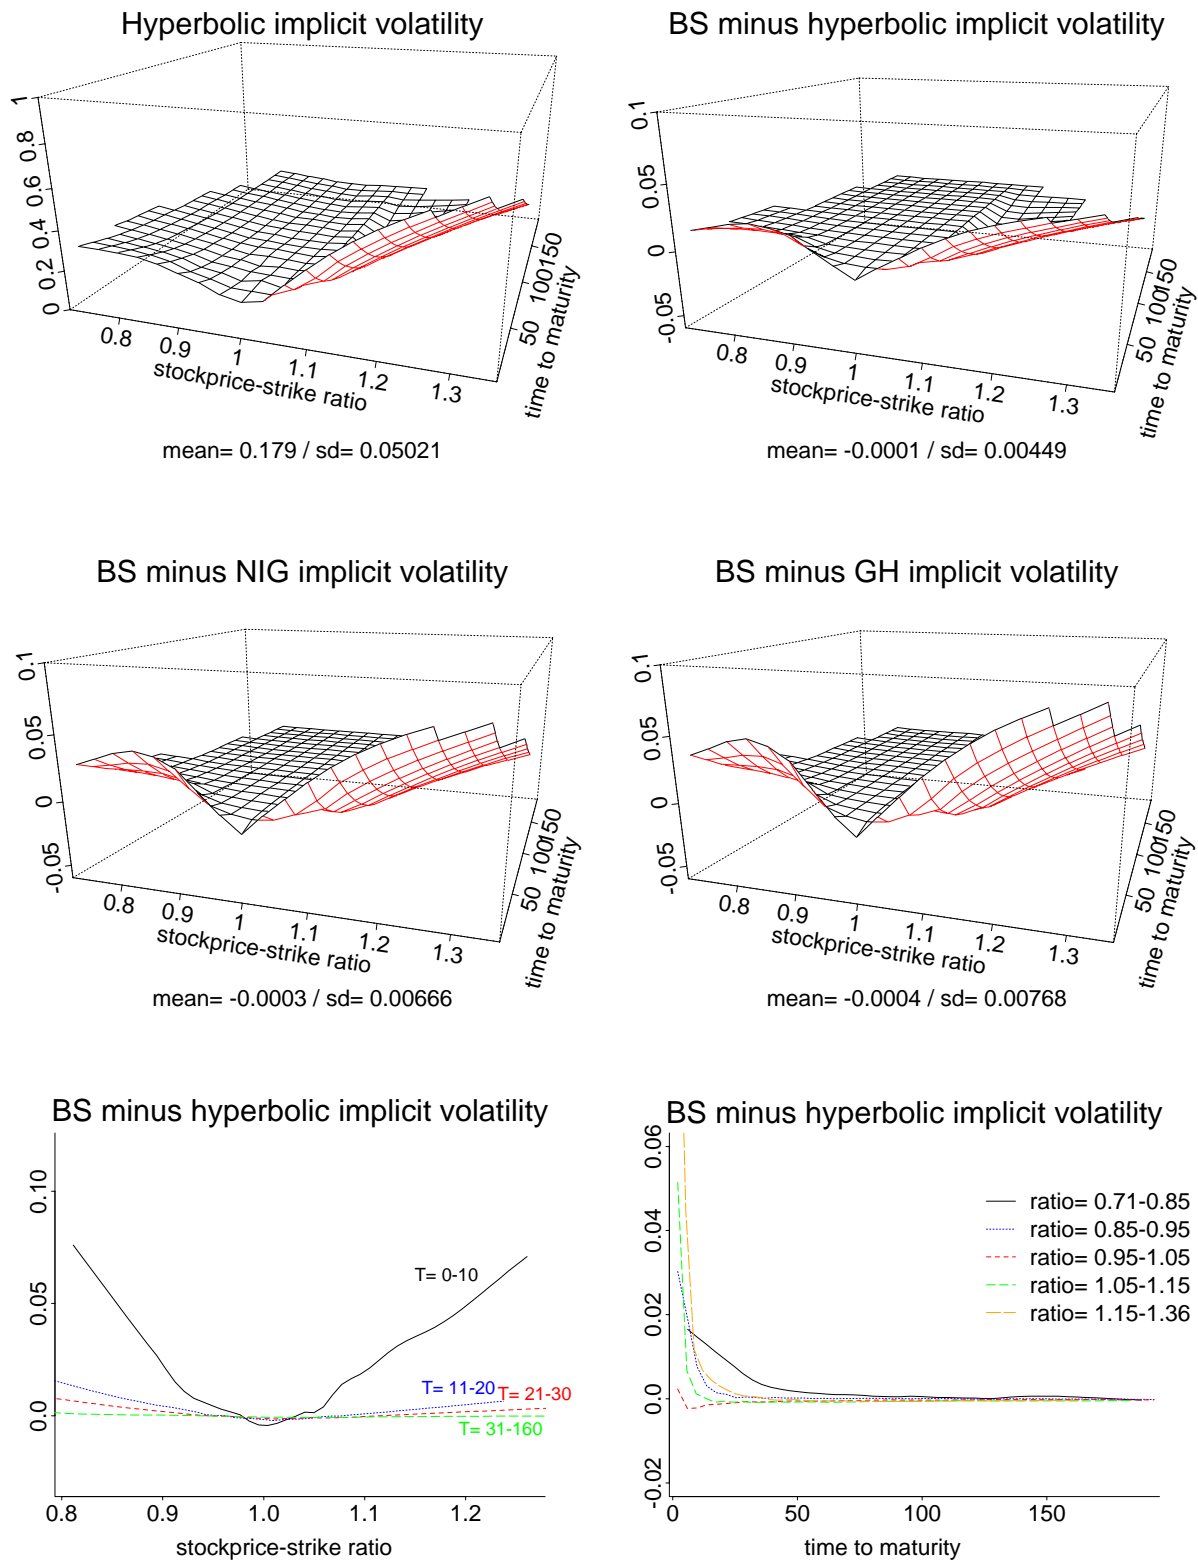 Hyperbolic implicit volatility
1
0.8
0.6
0.4
0.2
0
0.8
0.9
1
1.1
1.2
1.3
50
100
150
stockprice-strike ratio
time to maturity
mean= 0.179 / sd= 0.05021
BS minus hyperbolic implicit volatility
0.1
0.05
0
-0.05
0.8
0.9
1
1.1
1.2
1.3
50
100
150
stockprice-strike ratio
time to maturity
mean= -0.0001 / sd= 0.00449
BS minus NIG implicit volatility
0.1
0.05
0
-0.05
0.8
0.9
1
1.1
1.2
1.3
50
100
150
stockprice-strike ratio
time to maturity
mean= -0.0003 / sd= 0.00666
BS minus GH implicit volatility
0.1
0.05
0
-0.05
0.8
0.9
1
1.1
1.2
1.3
50
100
150
stockprice-strike ratio
time to maturity
mean= -0.0004 / sd= 0.00768
BS minus hyperbolic implicit volatility
0.10
0.05
0.0
T= 0-10
T= 11-20
T= 21-30
T= 31-160
0.8 0.9 1.0 1.1 1.2
stockprice-strike ratio
BS minus hyperbolic implicit volatility
0.06
0.04
0.02
0.0
-0.02
ratio= 0.71-0.85
ratio= 0.85-0.95
ratio= 0.95-1.05
ratio= 1.05-1.15
ratio= 1.15-1.36
0 50 100 150
time to maturity